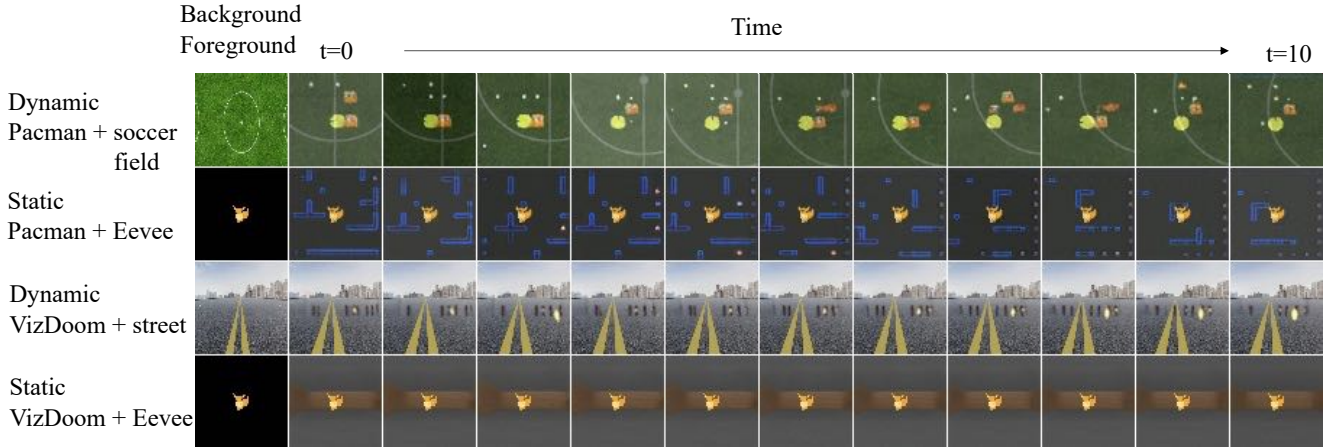 Background
Foreground
t=0
Time
t=10
Dynamic
Pacman + soccer
field
Static
Pacman + Eevee
Dynamic
VizDoom + street
Static
VizDoom + Eevee